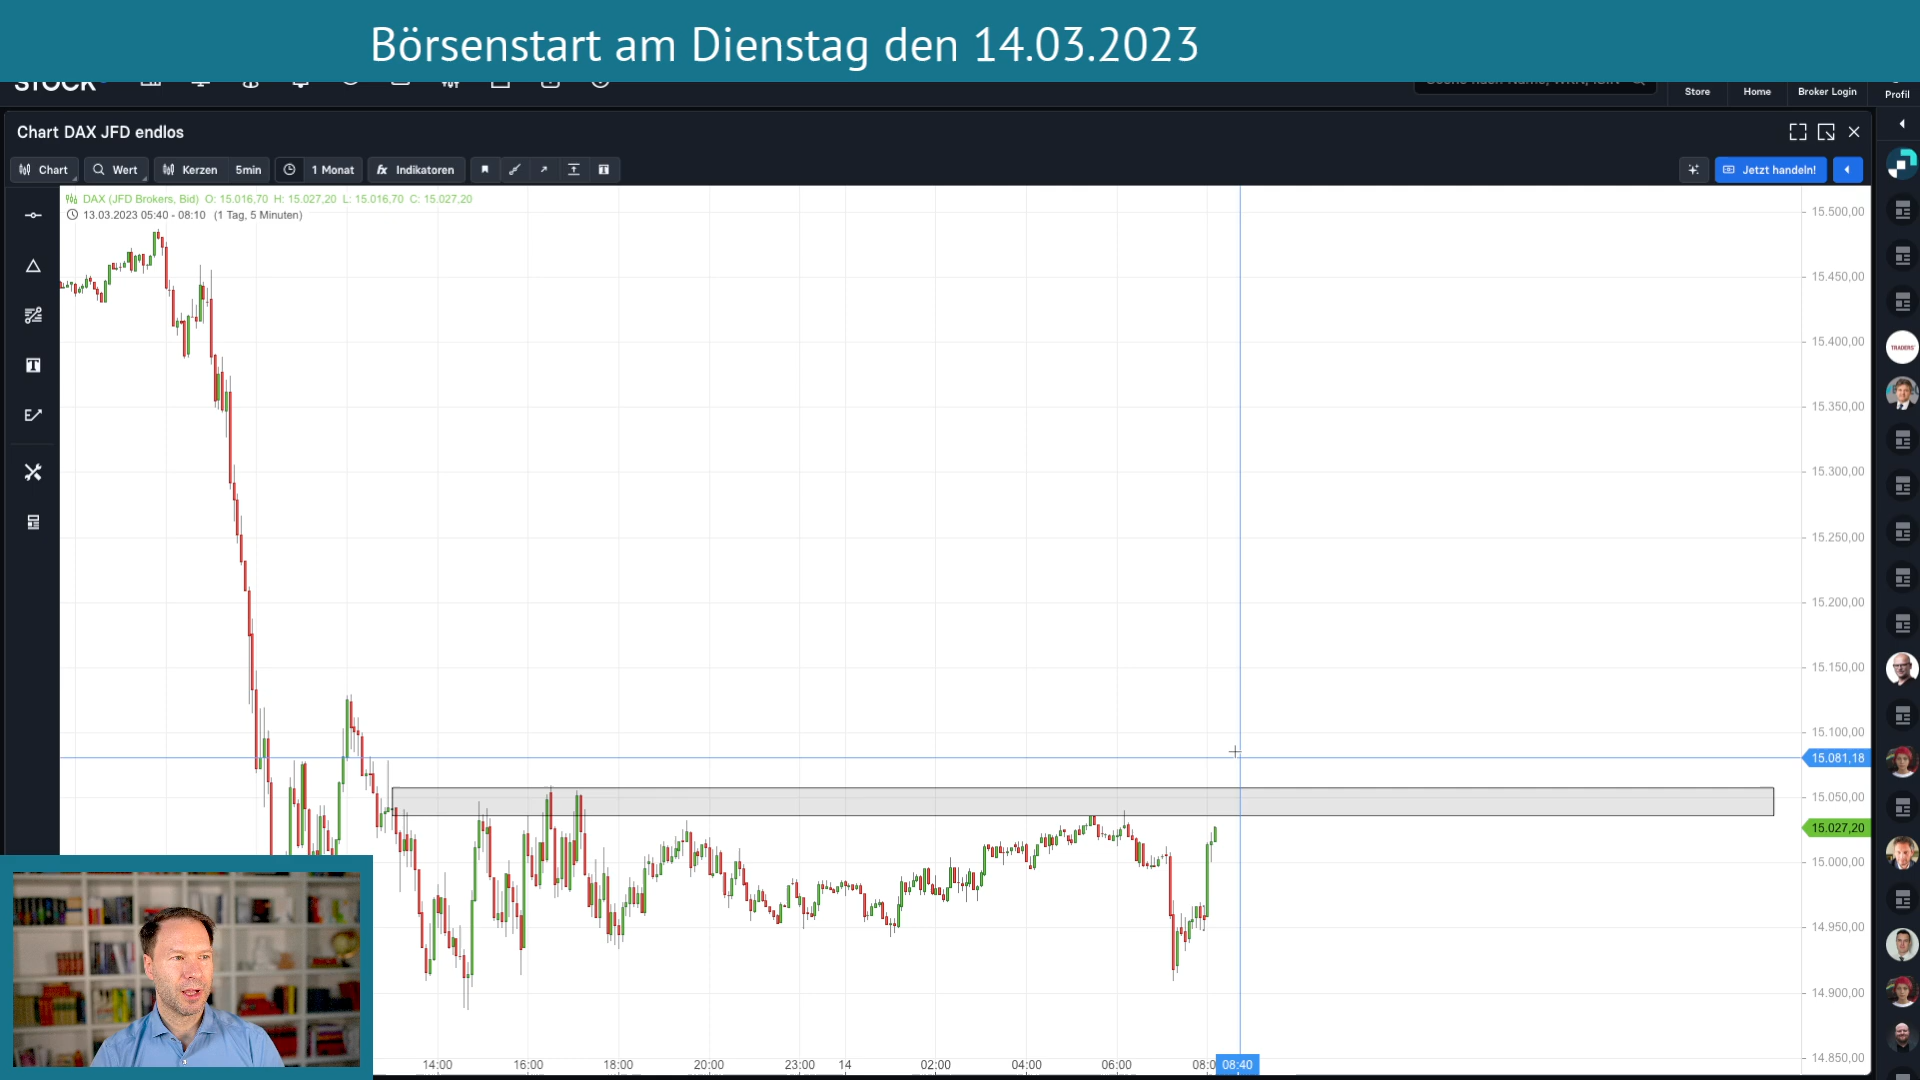 Börsenstart am Dienstag den 14.03.2023
STOCK
Store
Home
Broker Login
Profil
Chart DAX JFD endlos
Chart
Wert
Kerzen
5min
1 Monat
fx Indikatoren
Jetzt handeln!
DAX (JFD Brokers, Bid) O: 15.016,70 H: 15.027,20 L: 15.016,70 C: 15.027,20
13.03.2023 05:40 - 08:10 (1 Tag, 5 Minuten)
15.500,00
15.450,00
15.400,00
15.350,00
15.300,00
15.250,00
15.200,00
15.150,00
15.100,00
15.081,18
15.050,00
15.027,20
15.000,00
14.950,00
14.900,00
14.850,00
14:00
16:00
18:00
20:00
23:00
14
02:00
04:00
06:00
08:40
TRADERS'